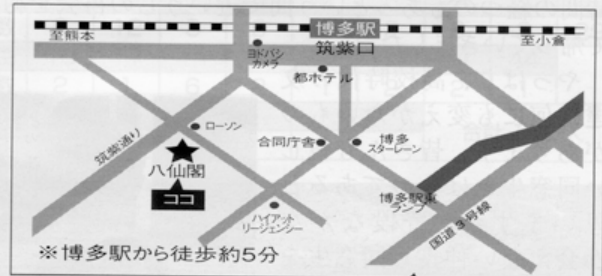 博多駅
筑紫口
至熊本
至小倉
ヨドバシ
カメラ
都ホテル
筑紫通り
ローソン
合同庁舎
博多
スターレーン
八仙閣
ココ
博多駅東
ランプ
ハイアット
リージェンシー
国道3号線
※博多駅から徒歩約5分